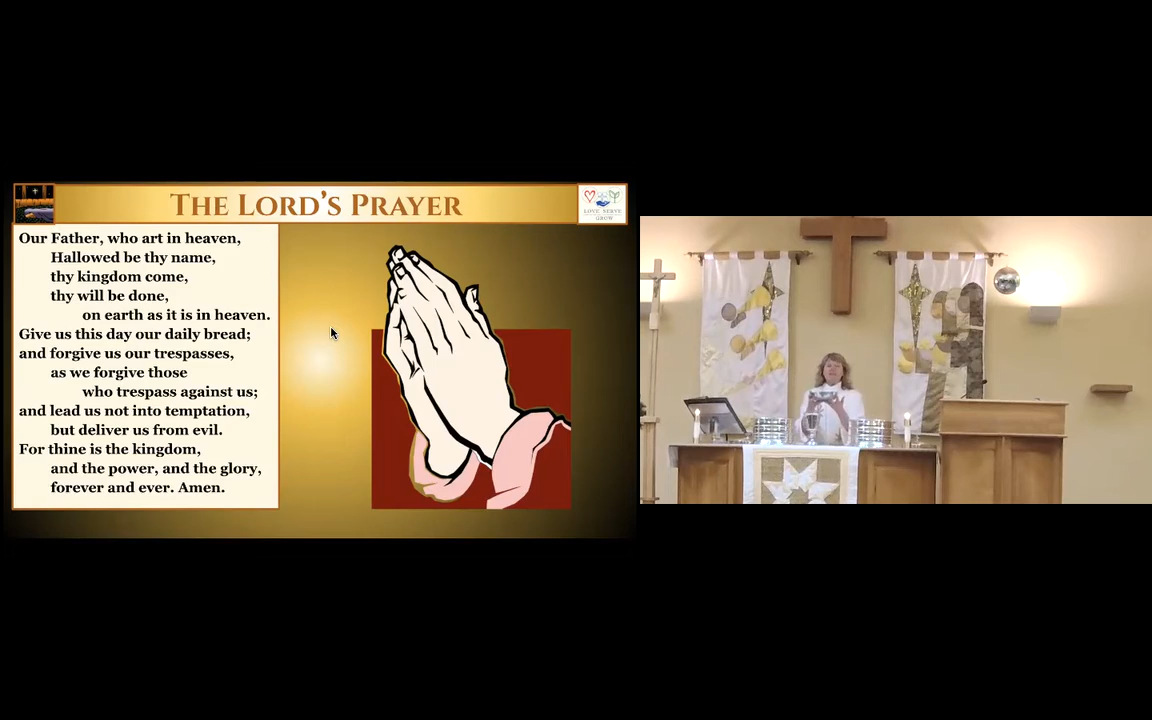 The Lord's Prayer
LOVE SERVE
GROW
Our Father, who art in heaven,
Hallowed be thy name,
thy kingdom come,
thy will be done,
on earth as it is in heaven.
Give us this day our daily bread;
and forgive us our trespasses,
as we forgive those
who trespass against us;
and lead us not into temptation,
but deliver us from evil.
For thine is the kingdom,
and the power, and the glory,
forever and ever. Amen.